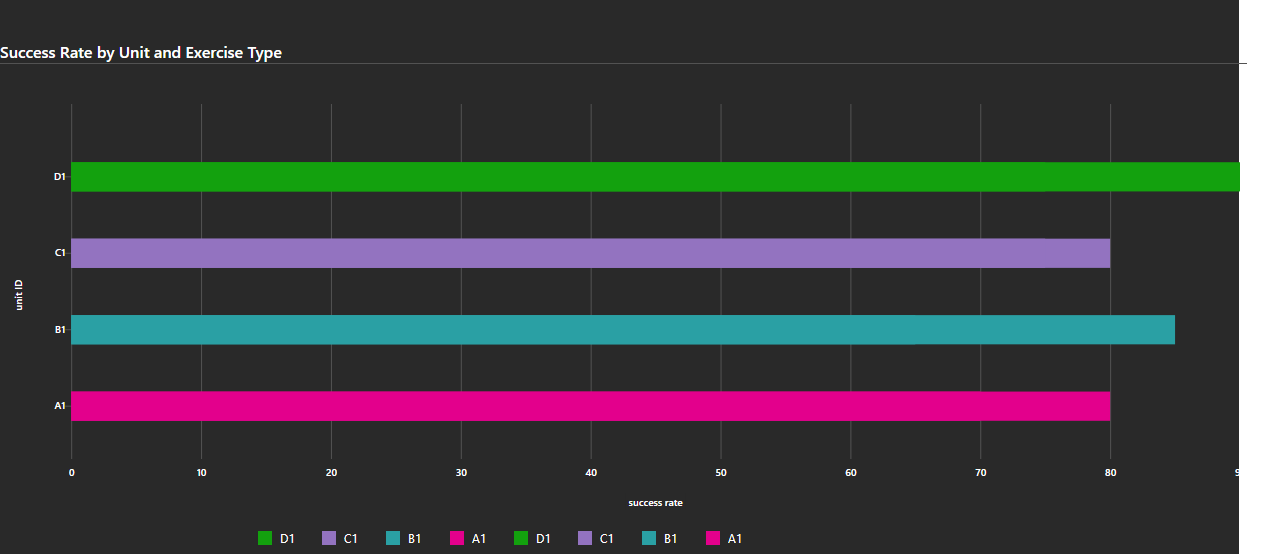 Success Rate by Unit and Exercise Type
D1
C1
unit ID
B1
A1
0 10 20 30 40 50 60 70 80 9
success rate
D1 C1 B1 A1 D1 C1 B1 A1